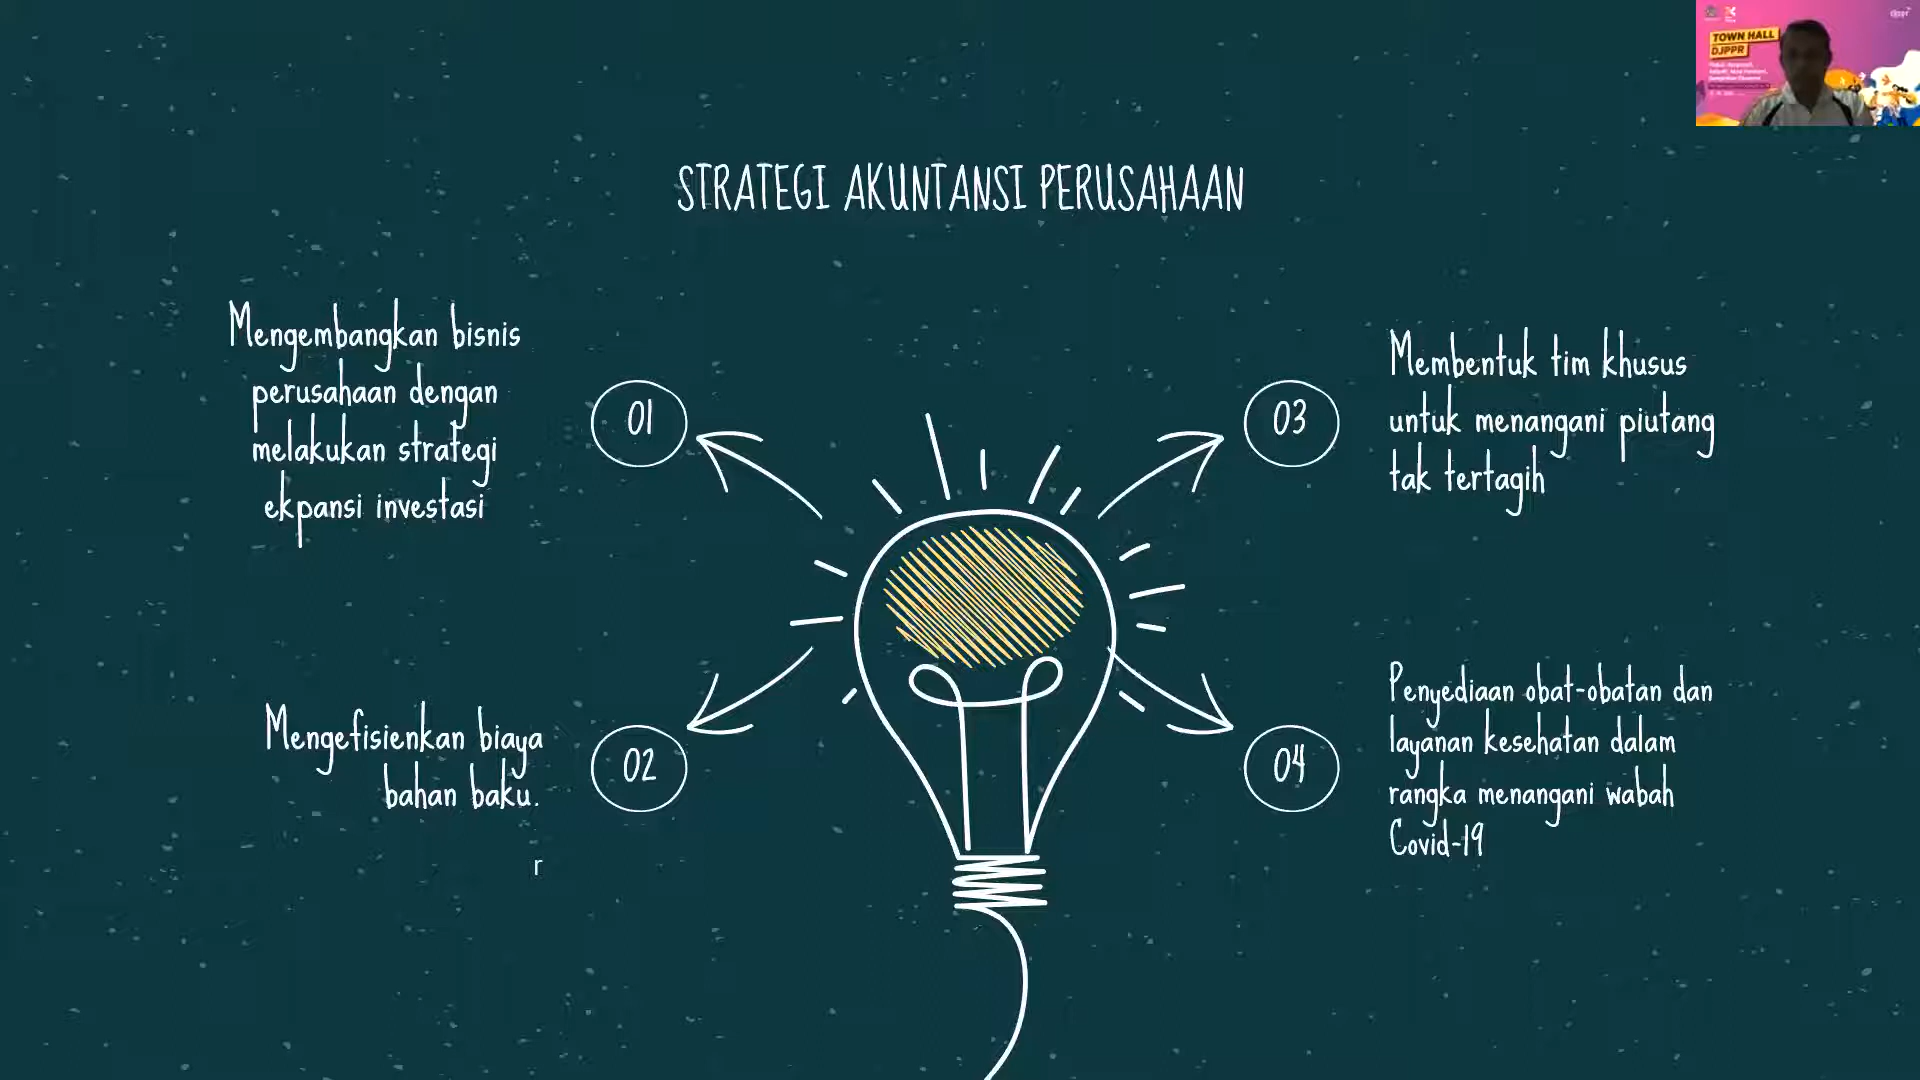 TOWN HALL
DJPPR
STRATEGI AKUNTANSI PERUSAHAAN
Mengembangkan bisnis
perusahaan dengan
melakukan strategi
ekpansi investasi
01
Mengefisienkan biaya
bahan baku.
r
02
03
Membentuk tim khusus
untuk menangani piutang
tak tertagih
04
Penyediaan obat-obatan dan
layanan kesehatan dalam
rangka menangani wabah
Covid-19